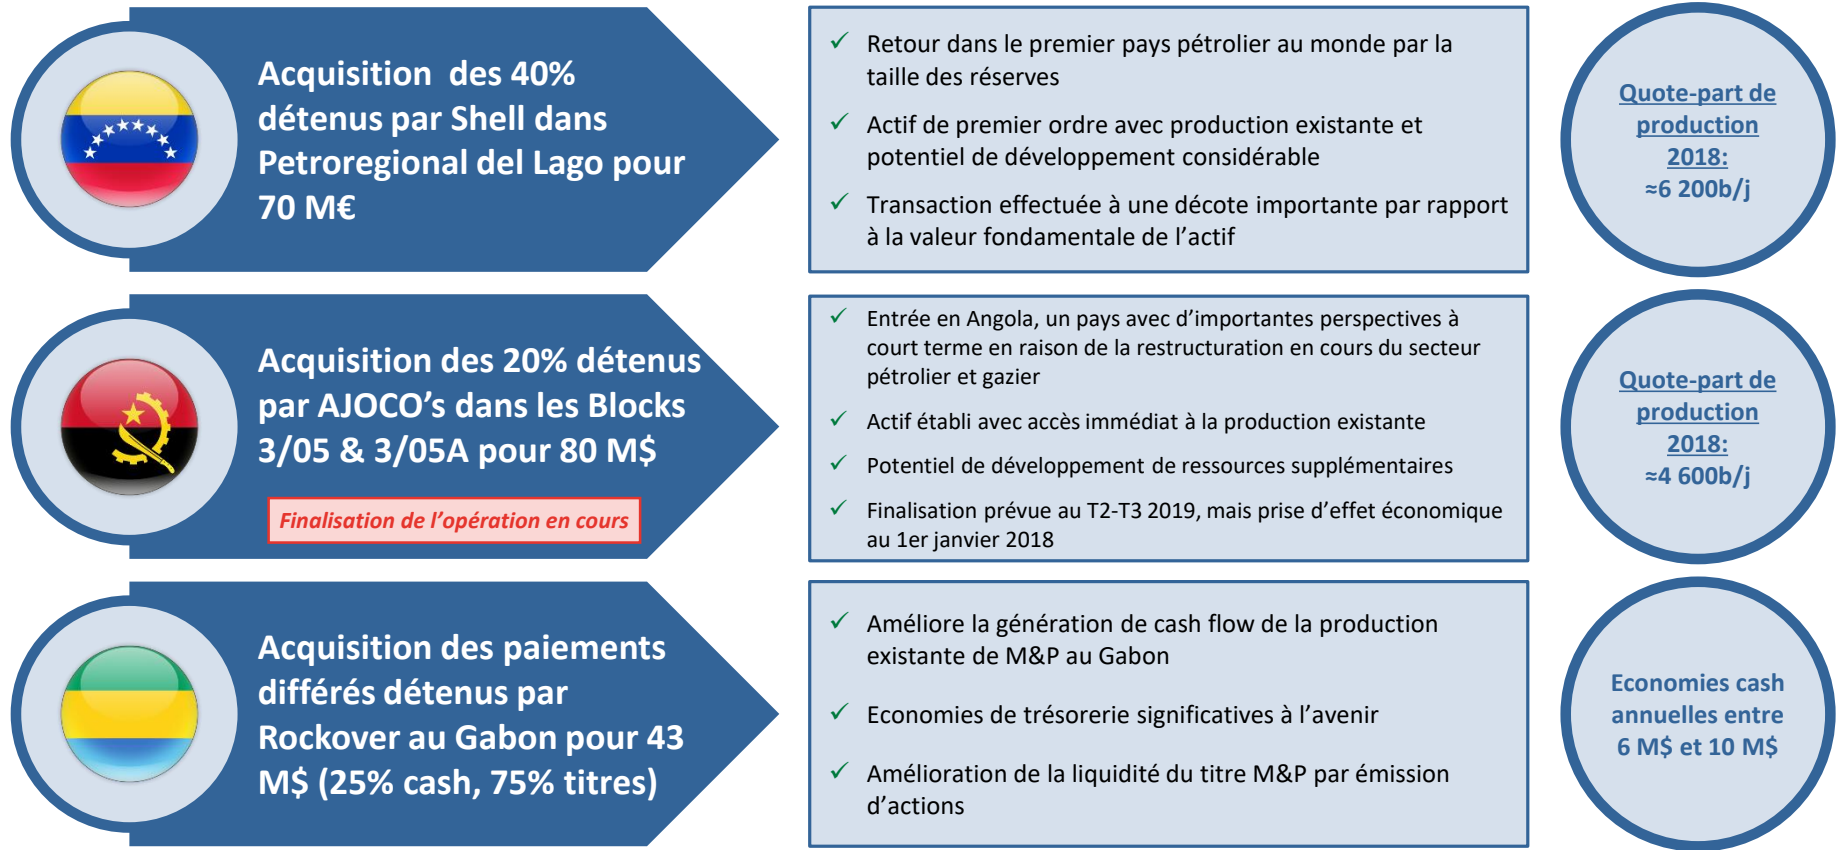 Acquisition des 40%
détenus par Shell dans
Petroregional del Lago pour
70 M€
✓ Retour dans le premier pays pétrolier au monde par la
taille des réserves
✓ Actif de premier ordre avec production existante et
potentiel de développement considérable
✓ Transaction effectuée à une décote importante par rapport
à la valeur fondamentale de l’actif
Quote-part de
production
2018:
≈6 200b/j
Acquisition des 20% détenus
par AJOCO’s dans les Blocks
3/05 & 3/05A pour 80 M$
Finalisation de l’opération en cours
✓ Entrée en Angola, un pays avec d’importantes perspectives à
court terme en raison de la restructuration en cours du secteur
pétrolier et gazier
✓ Actif établi avec accès immédiat à la production existante
✓ Potentiel de développement de ressources supplémentaires
✓ Finalisation prévue au T2-T3 2019, mais prise d’effet économique
au 1er janvier 2018
Quote-part de
production
2018:
≈4 600b/j
Acquisition des paiements
différés détenus par
Rockover au Gabon pour 43
M$ (25% cash, 75% titres)
✓ Améliore la génération de cash flow de la production
existante de M&P au Gabon
✓ Economies de trésorerie significatives à l’avenir
✓ Amélioration de la liquidité du titre M&P par émission
d’actions
Economies cash
annuelles entre
6 M$ et 10 M$